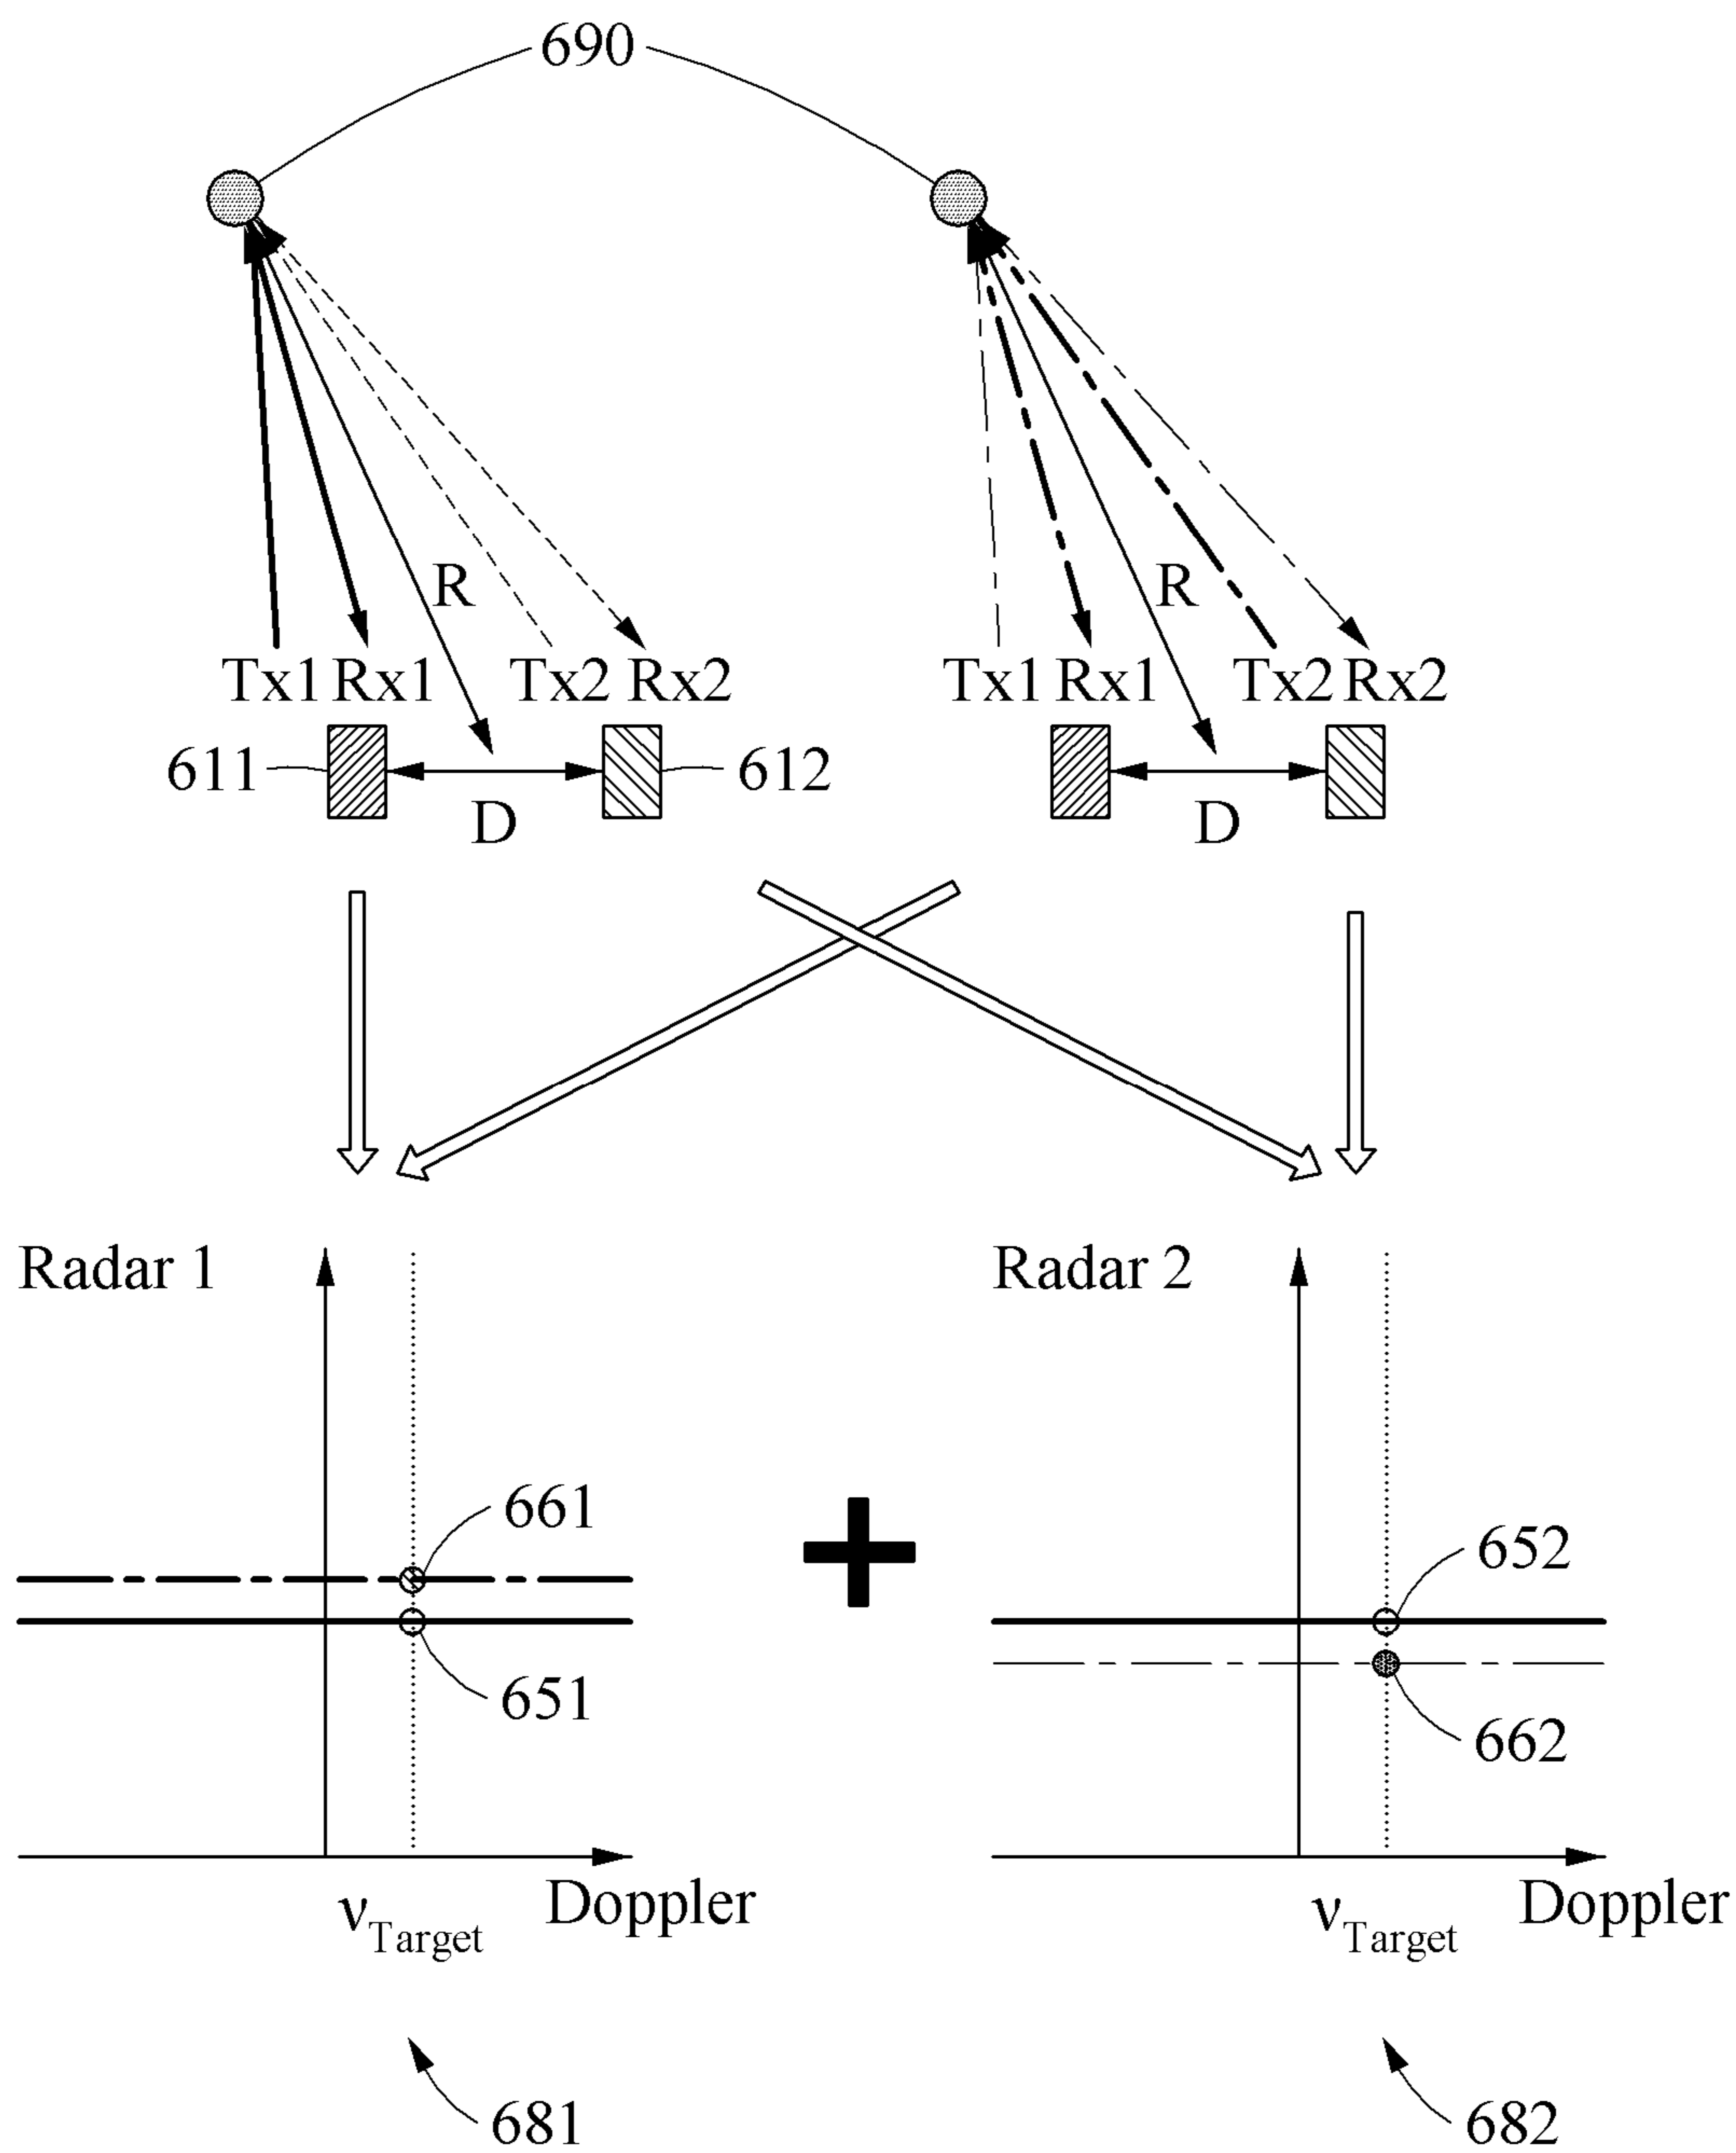 690
R
R
Tx1 Rx1 Tx2 Rx2
Tx1 Rx1 Tx2 Rx2
611
612
D
D
Radar 1
Radar 2
661
652
651
662
νTarget
Doppler
νTarget
Doppler
681
682